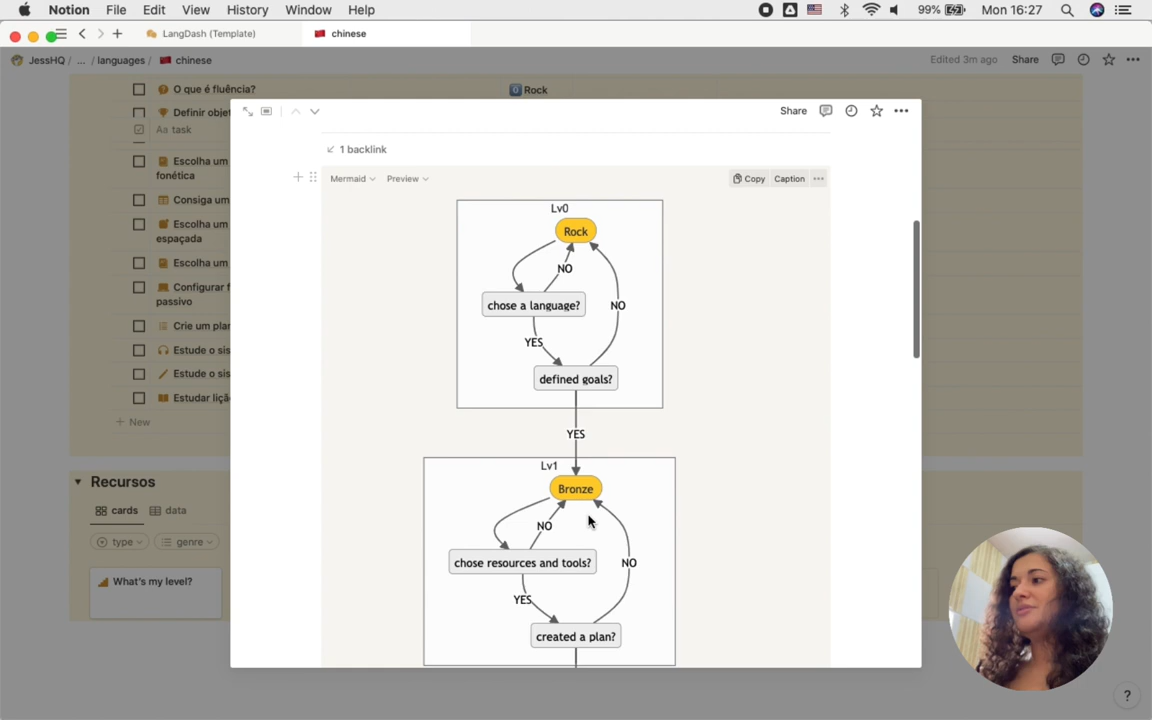 Notion File Edit View History Window Help 99% Mon 16:27
LangDash (Template) chinese
JessHQ / ... / languages / chinese Edited 3m ago Share
O que é fluência? Rock
Definir obje
Aa task
Escolha um
fonética
Consiga um
Escolha um
espaçada
Escolha um
Configurar f
passivo
Crie um plan
Estude o sis
Estude o sis
Estudar liçã
+ New
Recursos
cards data
type genre
What's my level?
Share
1 backlink
Mermaid Preview Copy Caption
Lv0
Rock
NO
chose a language? NO
YES
defined goals?
YES
Lv1
Bronze
NO
chose resources and tools? NO
YES
created a plan?
?